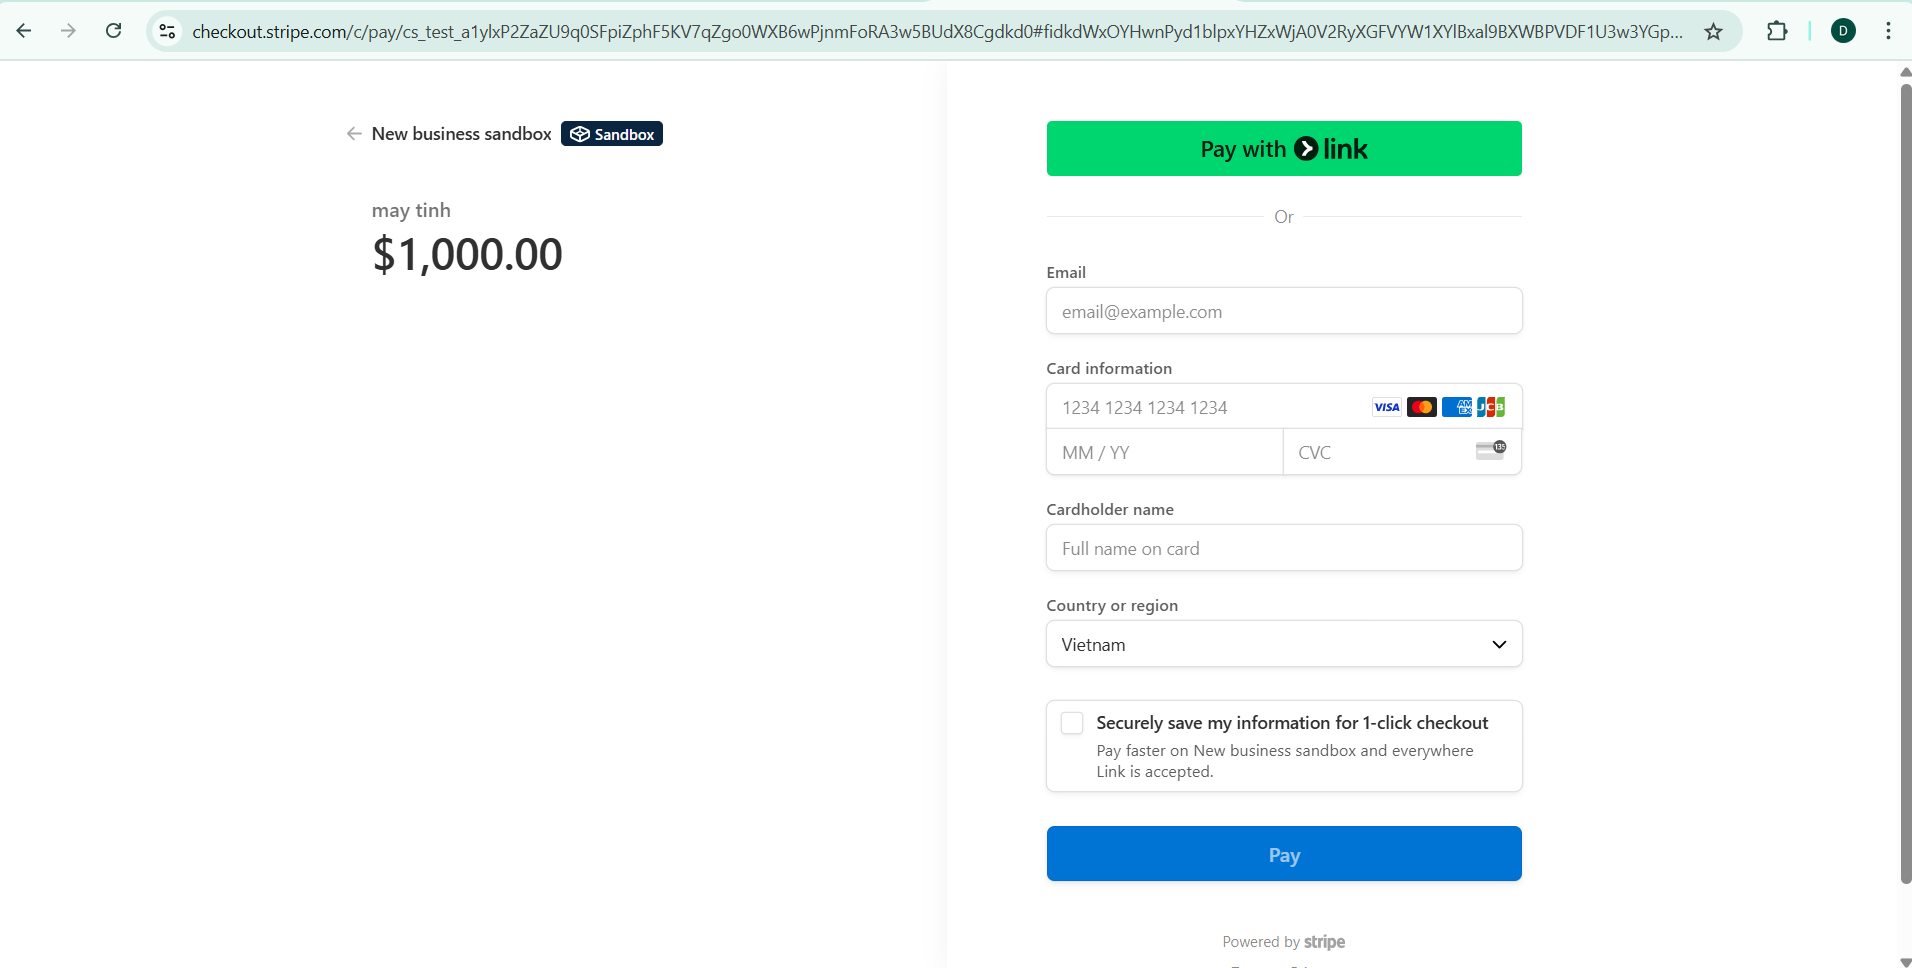 checkout.stripe.com/c/pay/cs_test_a1ylxP2ZaZU9q0SFpiZphF5KV7qZgo0WXB6wPjnmFoRA3w5BUdX8Cgdkd0#fidkdWxOYHwnPyd1blpxYHZxWjA0V2RyXGFVYW1XYlBxal9BXWBPVDF1U3w3YGp...
D
New business sandbox Sandbox
may tinh
$1,000.00
Pay with link
Or
Email
email@example.com
Card information
1234 1234 1234 1234 VISA AMEX JCB
MM / YY CVC 135
Cardholder name
Full name on card
Country or region
Vietnam
Securely save my information for 1-click checkout
Pay faster on New business sandbox and everywhere
Link is accepted.
Pay
Powered by stripe